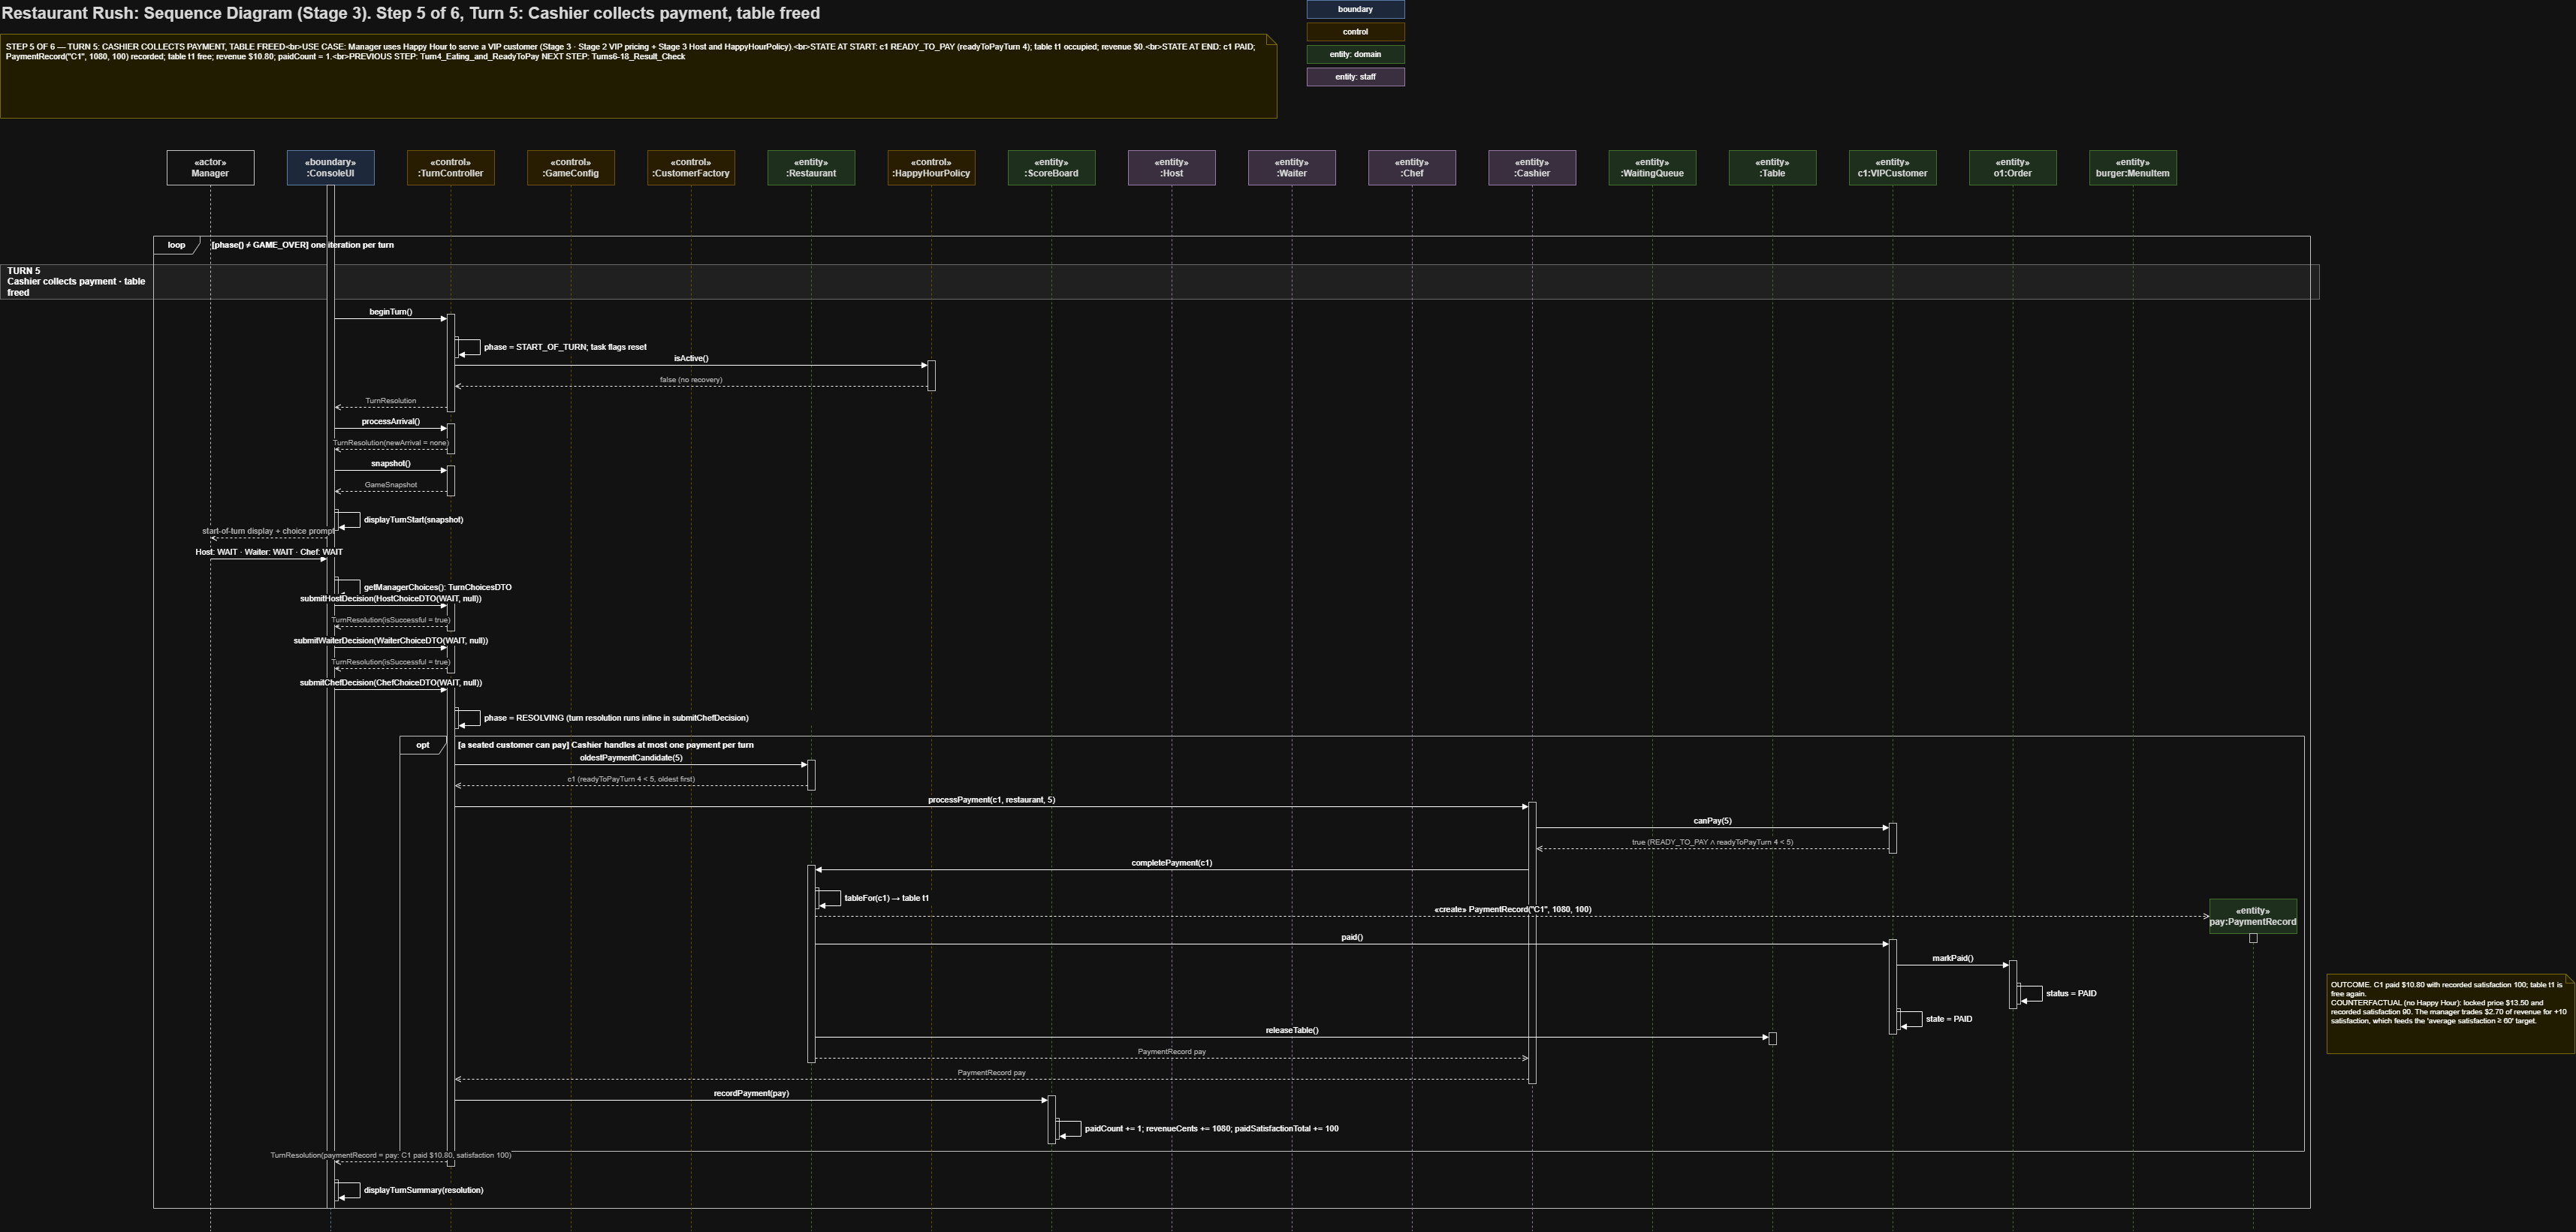 Restaurant Rush: Sequence Diagram (Stage 3). Step 5 of 6, Turn 5: Cashier collects payment, table freed
boundary
control
entity: domain
entity: staff
STEP 5 OF 6 — TURN 5: CASHIER COLLECTS PAYMENT, TABLE FREED<br>USE CASE: Manager uses Happy Hour to serve a VIP customer (Stage 3 · Stage 2 VIP pricing + Stage 3 Host and HappyHourPolicy).<br>STATE AT START: c1 READY_TO_PAY (readyToPayTurn 4); table t1 occupied; revenue $0.<br>STATE AT END: c1 PAID;
PaymentRecord("C1", 1080, 100) recorded; table t1 free; revenue $10.80; paidCount = 1.<br>PREVIOUS STEP: Turn4_Eating_and_ReadyToPay NEXT STEP: Turns6-18_Result_Check
«actor»
Manager
«boundary»
:ConsoleUI
«control»
:TurnController
«control»
:GameConfig
«control»
:CustomerFactory
«entity»
:Restaurant
«control»
:HappyHourPolicy
«entity»
:ScoreBoard
«entity»
:Host
«entity»
:Waiter
«entity»
:Chef
«entity»
:Cashier
«entity»
:WaitingQueue
«entity»
:Table
«entity»
c1:VIPCustomer
«entity»
o1:Order
«entity»
burger:MenuItem
loop
[phase() ≠ GAME_OVER] one iteration per turn
TURN 5
Cashier collects payment · table
freed
beginTurn()
phase = START_OF_TURN; task flags reset
isActive()
false (no recovery)
TurnResolution
processArrival()
TurnResolution(newArrival = none)
snapshot()
GameSnapshot
displayTurnStart(snapshot)
start-of-turn display + choice prompt
Host: WAIT · Waiter: WAIT · Chef: WAIT
getManagerChoices(): TurnChoicesDTO
submitHostDecision(HostChoiceDTO(WAIT, null))
TurnResolution(isSuccessful = true)
submitWaiterDecision(WaiterChoiceDTO(WAIT, null))
TurnResolution(isSuccessful = true)
submitChefDecision(ChefChoiceDTO(WAIT, null))
phase = RESOLVING (turn resolution runs inline in submitChefDecision)
opt
[a seated customer can pay] Cashier handles at most one payment per turn
oldestPaymentCandidate(5)
c1 (readyToPayTurn 4 < 5, oldest first)
processPayment(c1, restaurant, 5)
canPay(5)
true (READY_TO_PAY ∧ readyToPayTurn 4 < 5)
completePayment(c1)
tableFor(c1) → table t1
«create» PaymentRecord("C1", 1080, 100)
«entity»
pay:PaymentRecord
paid()
markPaid()
status = PAID
state = PAID
releaseTable()
PaymentRecord pay
PaymentRecord pay
recordPayment(pay)
paidCount += 1; revenueCents += 1080; paidSatisfactionTotal += 100
TurnResolution(paymentRecord = pay: C1 paid $10.80, satisfaction 100)
displayTurnSummary(resolution)
OUTCOME. C1 paid $10.80 with recorded satisfaction 100; table t1 is
free again.
COUNTERFACTUAL (no Happy Hour): locked price $13.50 and
recorded satisfaction 90. The manager trades $2.70 of revenue for +10
satisfaction, which feeds the 'average satisfaction ≥ 60' target.